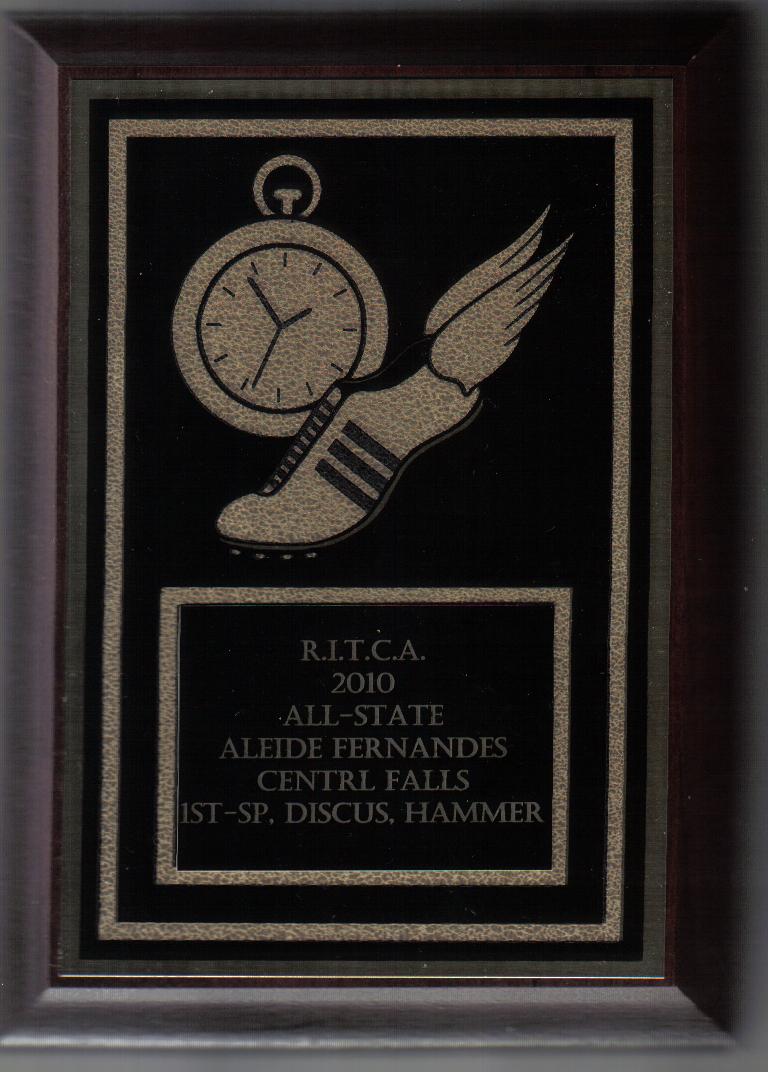 R.I.T.C.A.
2010
ALL-STATE
ALEIDE FERNANDES
CENTRL FALLS
1ST-SP, DISCUS, HAMMER